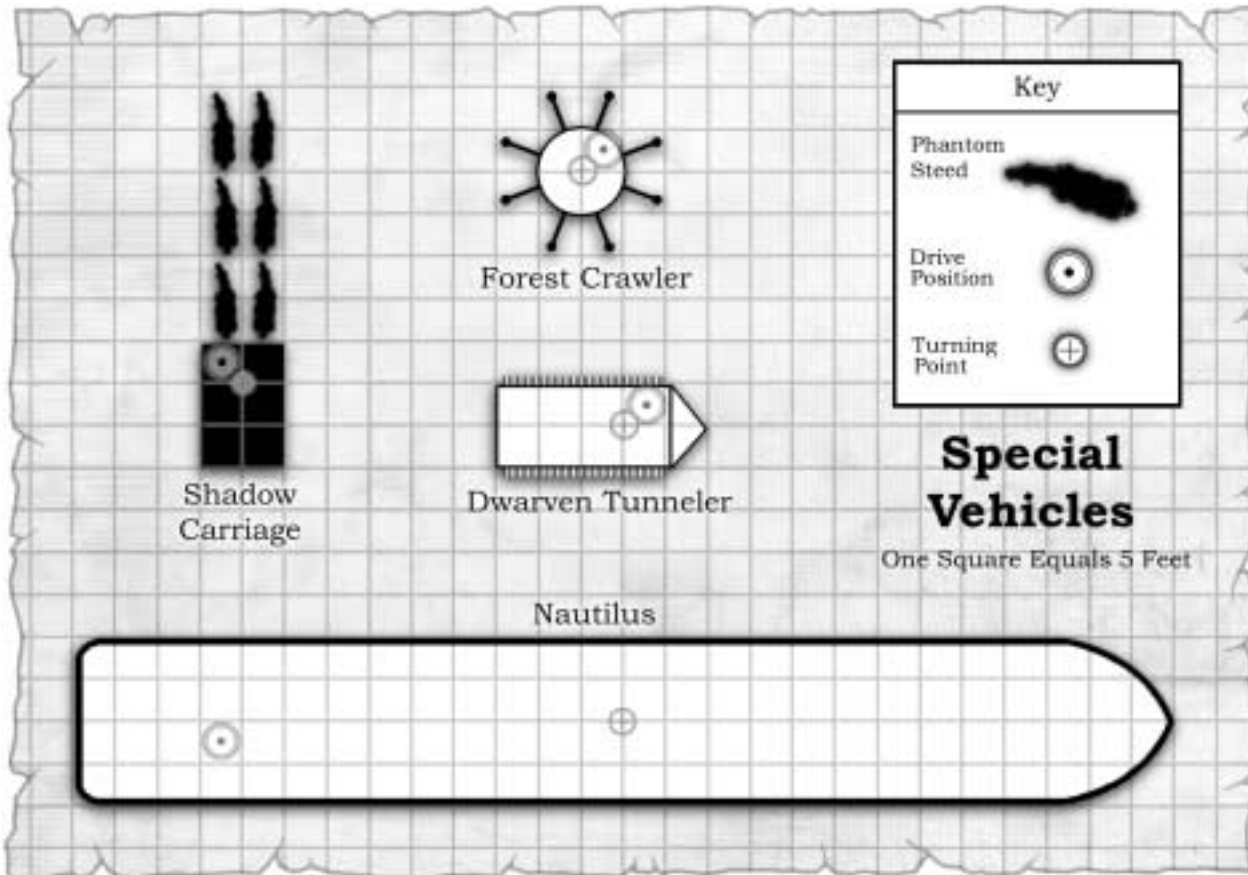 Key
Phantom
Steed
Drive
Position
Turning
Point
Forest Crawler
Shadow
Carriage
Dwarven Tunneler
Special
Vehicles
One Square Equals 5 Feet
Nautilus